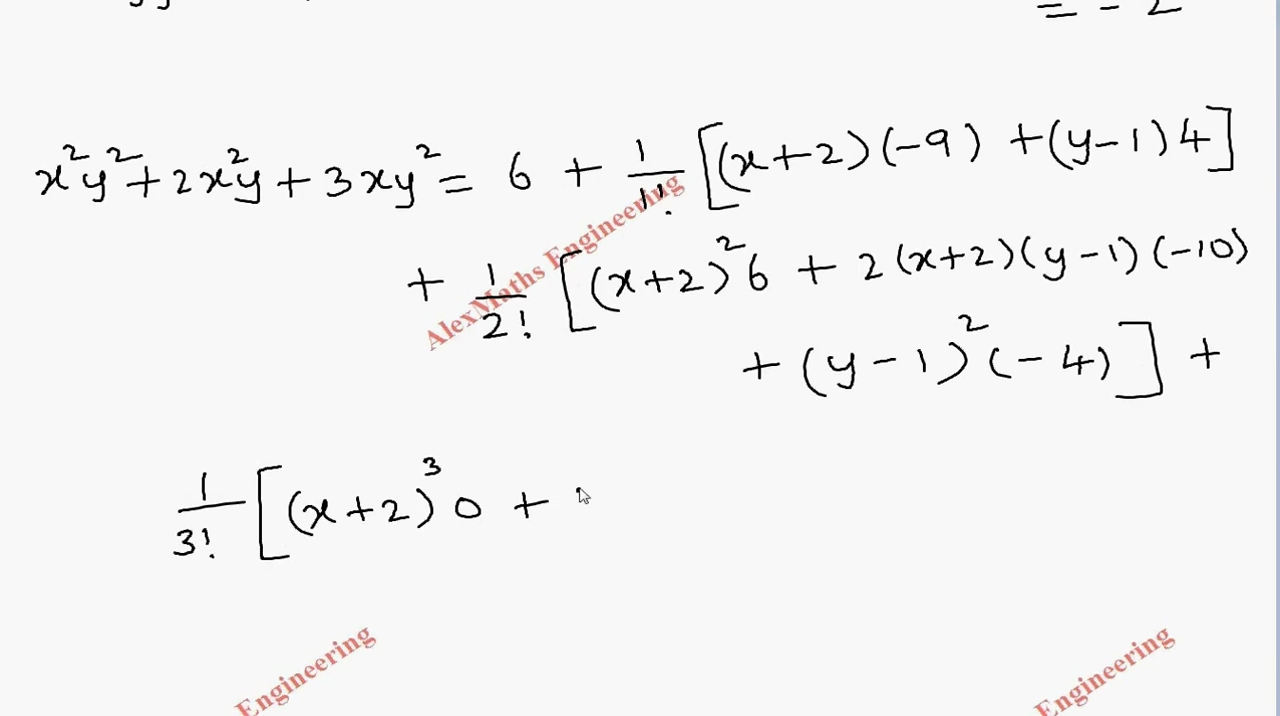 = - 2
x²y² + 2x²y + 3xy² = 6 + 1/1! [(x+2)(-9) + (y-1)4]
+ 1/2! [(x+2)²6 + 2(x+2)(y-1)(-10)
+ (y-1)²(-4)] +
1/3! [(x+2)³0 +
AlexMaths Engineering
Engineering
Engineering